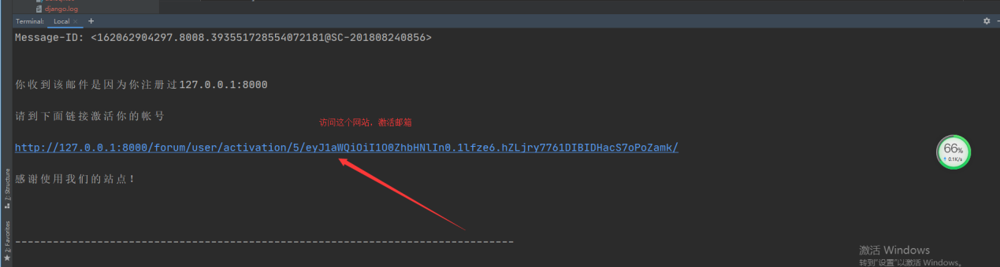 django.log
Terminal: Local × +
Message-ID: <162062904297.8008.393551728554072181@SC-201808240856>
你收到该邮件是因为你注册过127.0.0.1:8000
请到下面链接激活你的帐号
访问这个网站，激活邮箱
http://127.0.0.1:8000/forum/user/activation/5/eyJ1aWQiOiI1O0ZhbHNlIn0.1lfze6.hZLjry7761DIBIDHacS7oPoZamk/
66%
↑ 0.1K/s
感谢使用我们的站点！
Z: Structure
2: Favorites
--------------------------------------------------------------------------------
激活 Windows
转到"设置"以激活 Windows。